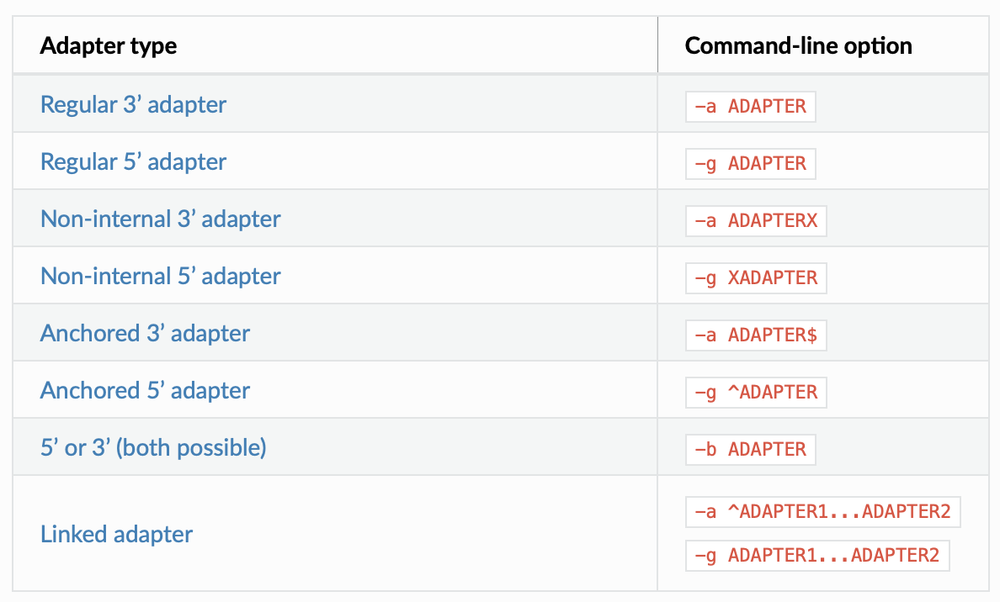 Adapter type Command-line option
Regular 3’ adapter -a ADAPTER
Regular 5’ adapter -g ADAPTER
Non-internal 3’ adapter -a ADAPTERX
Non-internal 5’ adapter -g XADAPTER
Anchored 3’ adapter -a ADAPTER$
Anchored 5’ adapter -g ^ADAPTER
5’ or 3’ (both possible) -b ADAPTER
Linked adapter
-a ^ADAPTER1...ADAPTER2
-g ADAPTER1...ADAPTER2